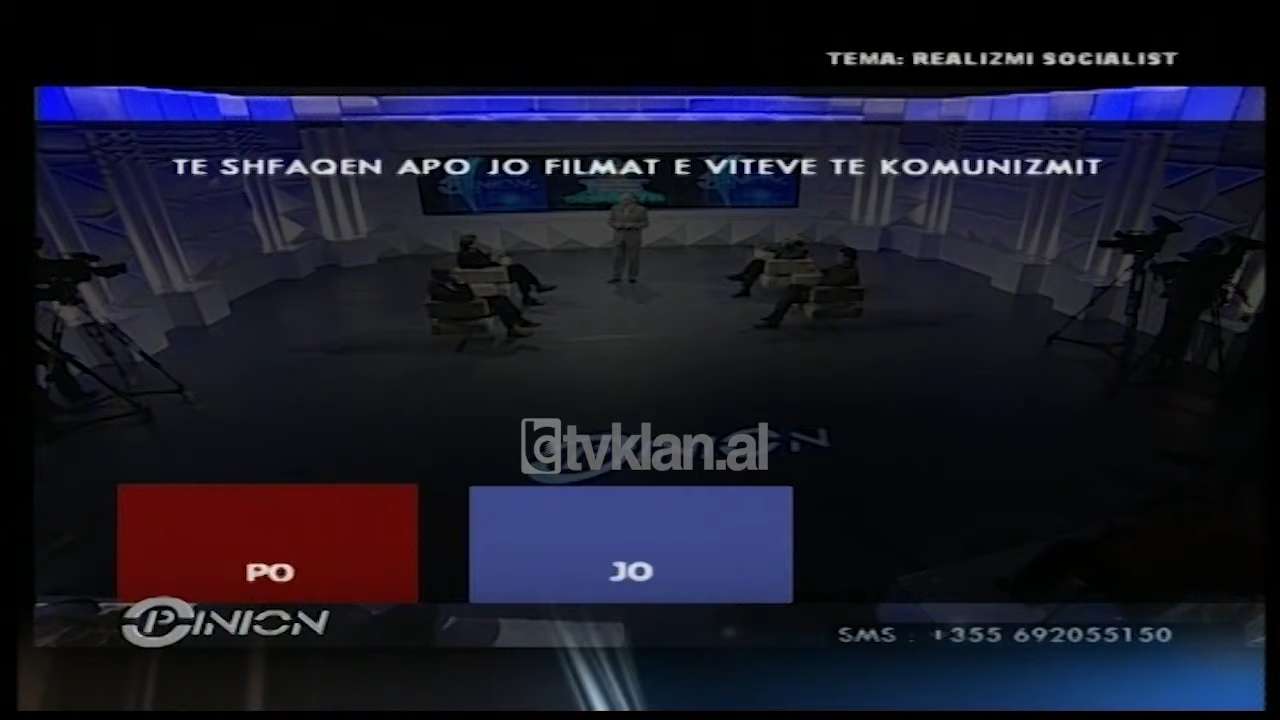 TEMA: REALIZMI SOCIALIST
TE SHFAQEN APO JO FILMAT E VITEVE TE KOMUNIZMIT
OPINION
tvklan.al
PO
JO
OPINION
SMS : +355 692055150